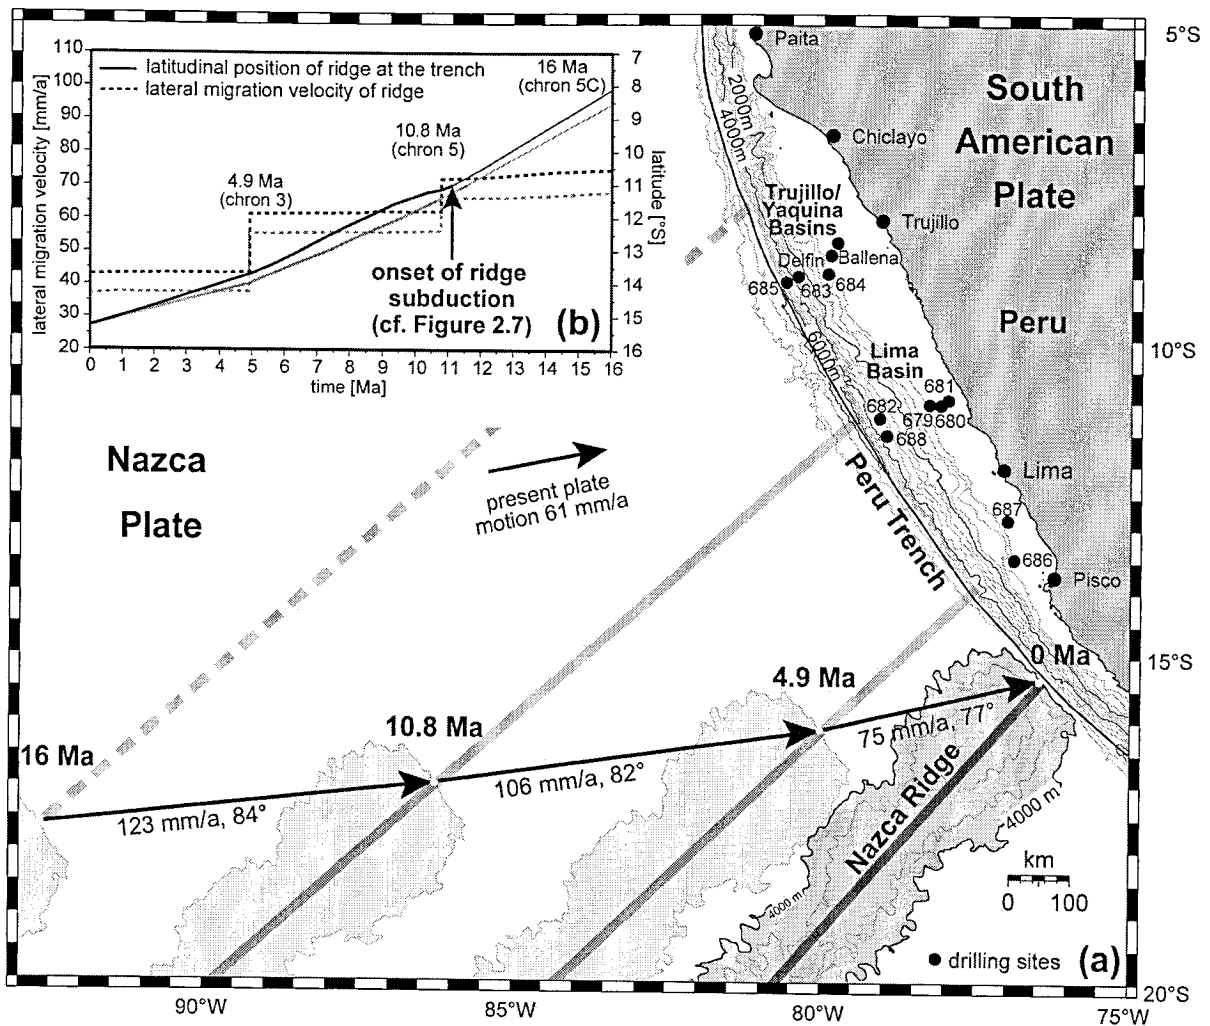 110
100
90
80
70
60
50
40
30
20
lateral migration velocity [mm/a]
latitudinal position of ridge at the trench
lateral migration velocity of ridge
16 Ma
(chron 5C)
10.8 Ma
(chron 5)
4.9 Ma
(chron 3)
onset of ridge
subduction
(cf. Figure 2.7)
(b)
7
8
9
10
11
12
13
14
15
16
latitude [°S]
0 1 2 3 4 5 6 7 8 9 10 11 12 13 14 15 16
time [Ma]
Paita
2000m
4000m
Chiclayo
South
American
Plate
Trujillo/
Yaquina
Basins
Trujillo
Delfin
Ballena
685
683
684
6000m
Peru
Lima
Basin
681
682
679
680
688
Lima
Peru Trench
687
686
Pisco
Nazca
Plate
present plate
motion 61 mm/a
0 Ma
4.9 Ma
10.8 Ma
16 Ma
75 mm/a, 77°
106 mm/a, 82°
123 mm/a, 84°
Nazca Ridge
4000 m
4000 m
km
0 100
drilling sites
(a)
5°S
10°S
15°S
20°S
90°W
85°W
80°W
75°W